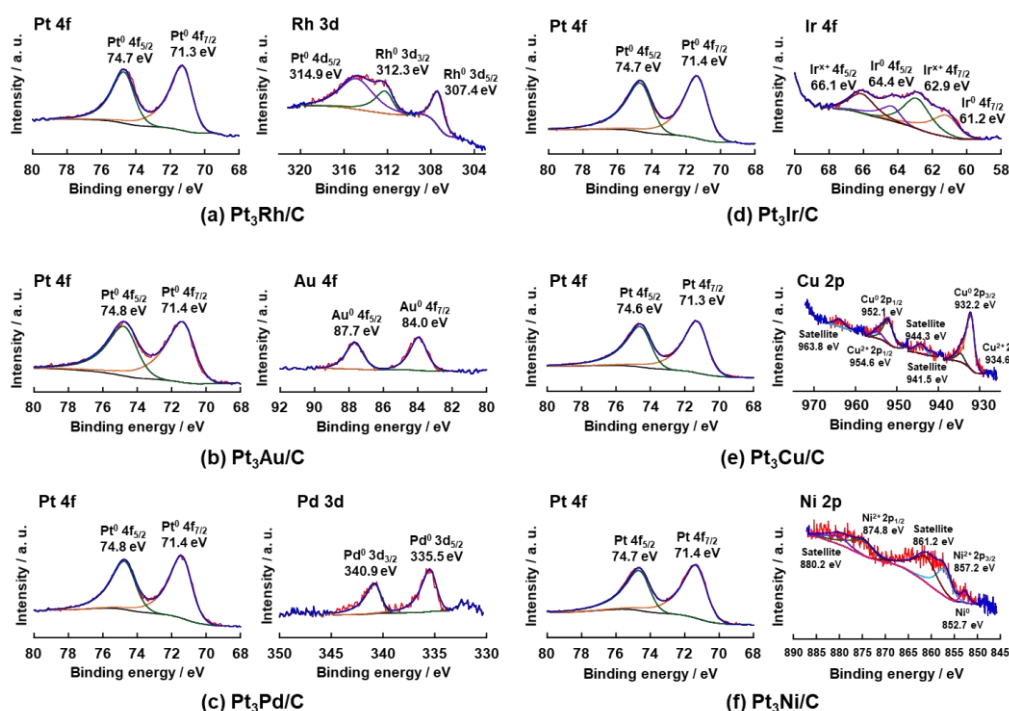 Pt 4f
Pt⁰ 4f5/2
74.7 eV
Pt⁰ 4f7/2
71.3 eV
Intensity / a. u.
80 78 76 74 72 70 68
Binding energy / eV
Rh 3d
Pt⁰ 4d5/2
314.9 eV
Rh⁰ 3d3/2
312.3 eV
Rh⁰ 3d5/2
307.4 eV
Intensity / a. u.
320 316 312 308 304
Binding energy / eV
(a) Pt₃Rh/C
Pt 4f
Pt⁰ 4f5/2
74.7 eV
Pt⁰ 4f7/2
71.4 eV
Intensity / a. u.
80 78 76 74 72 70 68
Binding energy / eV
Ir 4f
Irˣ⁺ 4f5/2
66.1 eV
Ir⁰ 4f5/2
64.4 eV
Irˣ⁺ 4f7/2
62.9 eV
Ir⁰ 4f7/2
61.2 eV
Intensity / a. u.
70 68 66 64 62 60 58
Binding energy / eV
(d) Pt₃Ir/C
Pt 4f
Pt⁰ 4f5/2
74.8 eV
Pt⁰ 4f7/2
71.4 eV
Intensity / a. u.
80 78 76 74 72 70 68
Binding energy / eV
Au 4f
Au⁰ 4f5/2
87.7 eV
Au⁰ 4f7/2
84.0 eV
Intensity / a. u.
92 90 88 86 84 82 80
Binding energy / eV
(b) Pt₃Au/C
Pt 4f
Pt 4f5/2
74.6 eV
Pt 4f7/2
71.3 eV
Intensity / a. u.
80 78 76 74 72 70 68
Binding energy / eV
Cu 2p
Cu⁰ 2p1/2
952.1 eV
Cu⁰ 2p3/2
932.2 eV
Satellite
963.8 eV
Cu²⁺ 2p1/2
954.6 eV
Satellite
944.3 eV
Satellite
941.5 eV
Cu²⁺ 2
934.6
Intensity / a. u.
970 960 950 940 930
Binding energy / eV
(e) Pt₃Cu/C
Pt 4f
Pt⁰ 4f5/2
74.8 eV
Pt⁰ 4f7/2
71.4 eV
Intensity / a. u.
80 78 76 74 72 70 68
Binding energy / eV
Pd 3d
Pd⁰ 3d3/2
340.9 eV
Pd⁰ 3d5/2
335.5 eV
Intensity / a. u.
350 345 340 335 330
Binding energy / eV
(c) Pt₃Pd/C
Pt 4f
Pt 4f5/2
74.7 eV
Pt 4f7/2
71.4 eV
Intensity / a. u.
80 78 76 74 72 70 68
Binding energy / eV
Ni 2p
Ni²⁺ 2p1/2
874.8 eV
Satellite
861.2 eV
Satellite
880.2 eV
Ni²⁺ 2p3/2
857.2 eV
Ni⁰
852.7 eV
Intensity / a. u.
890 885 880 875 870 865 860 855 850 845
Binding energy / eV
(f) Pt₃Ni/C